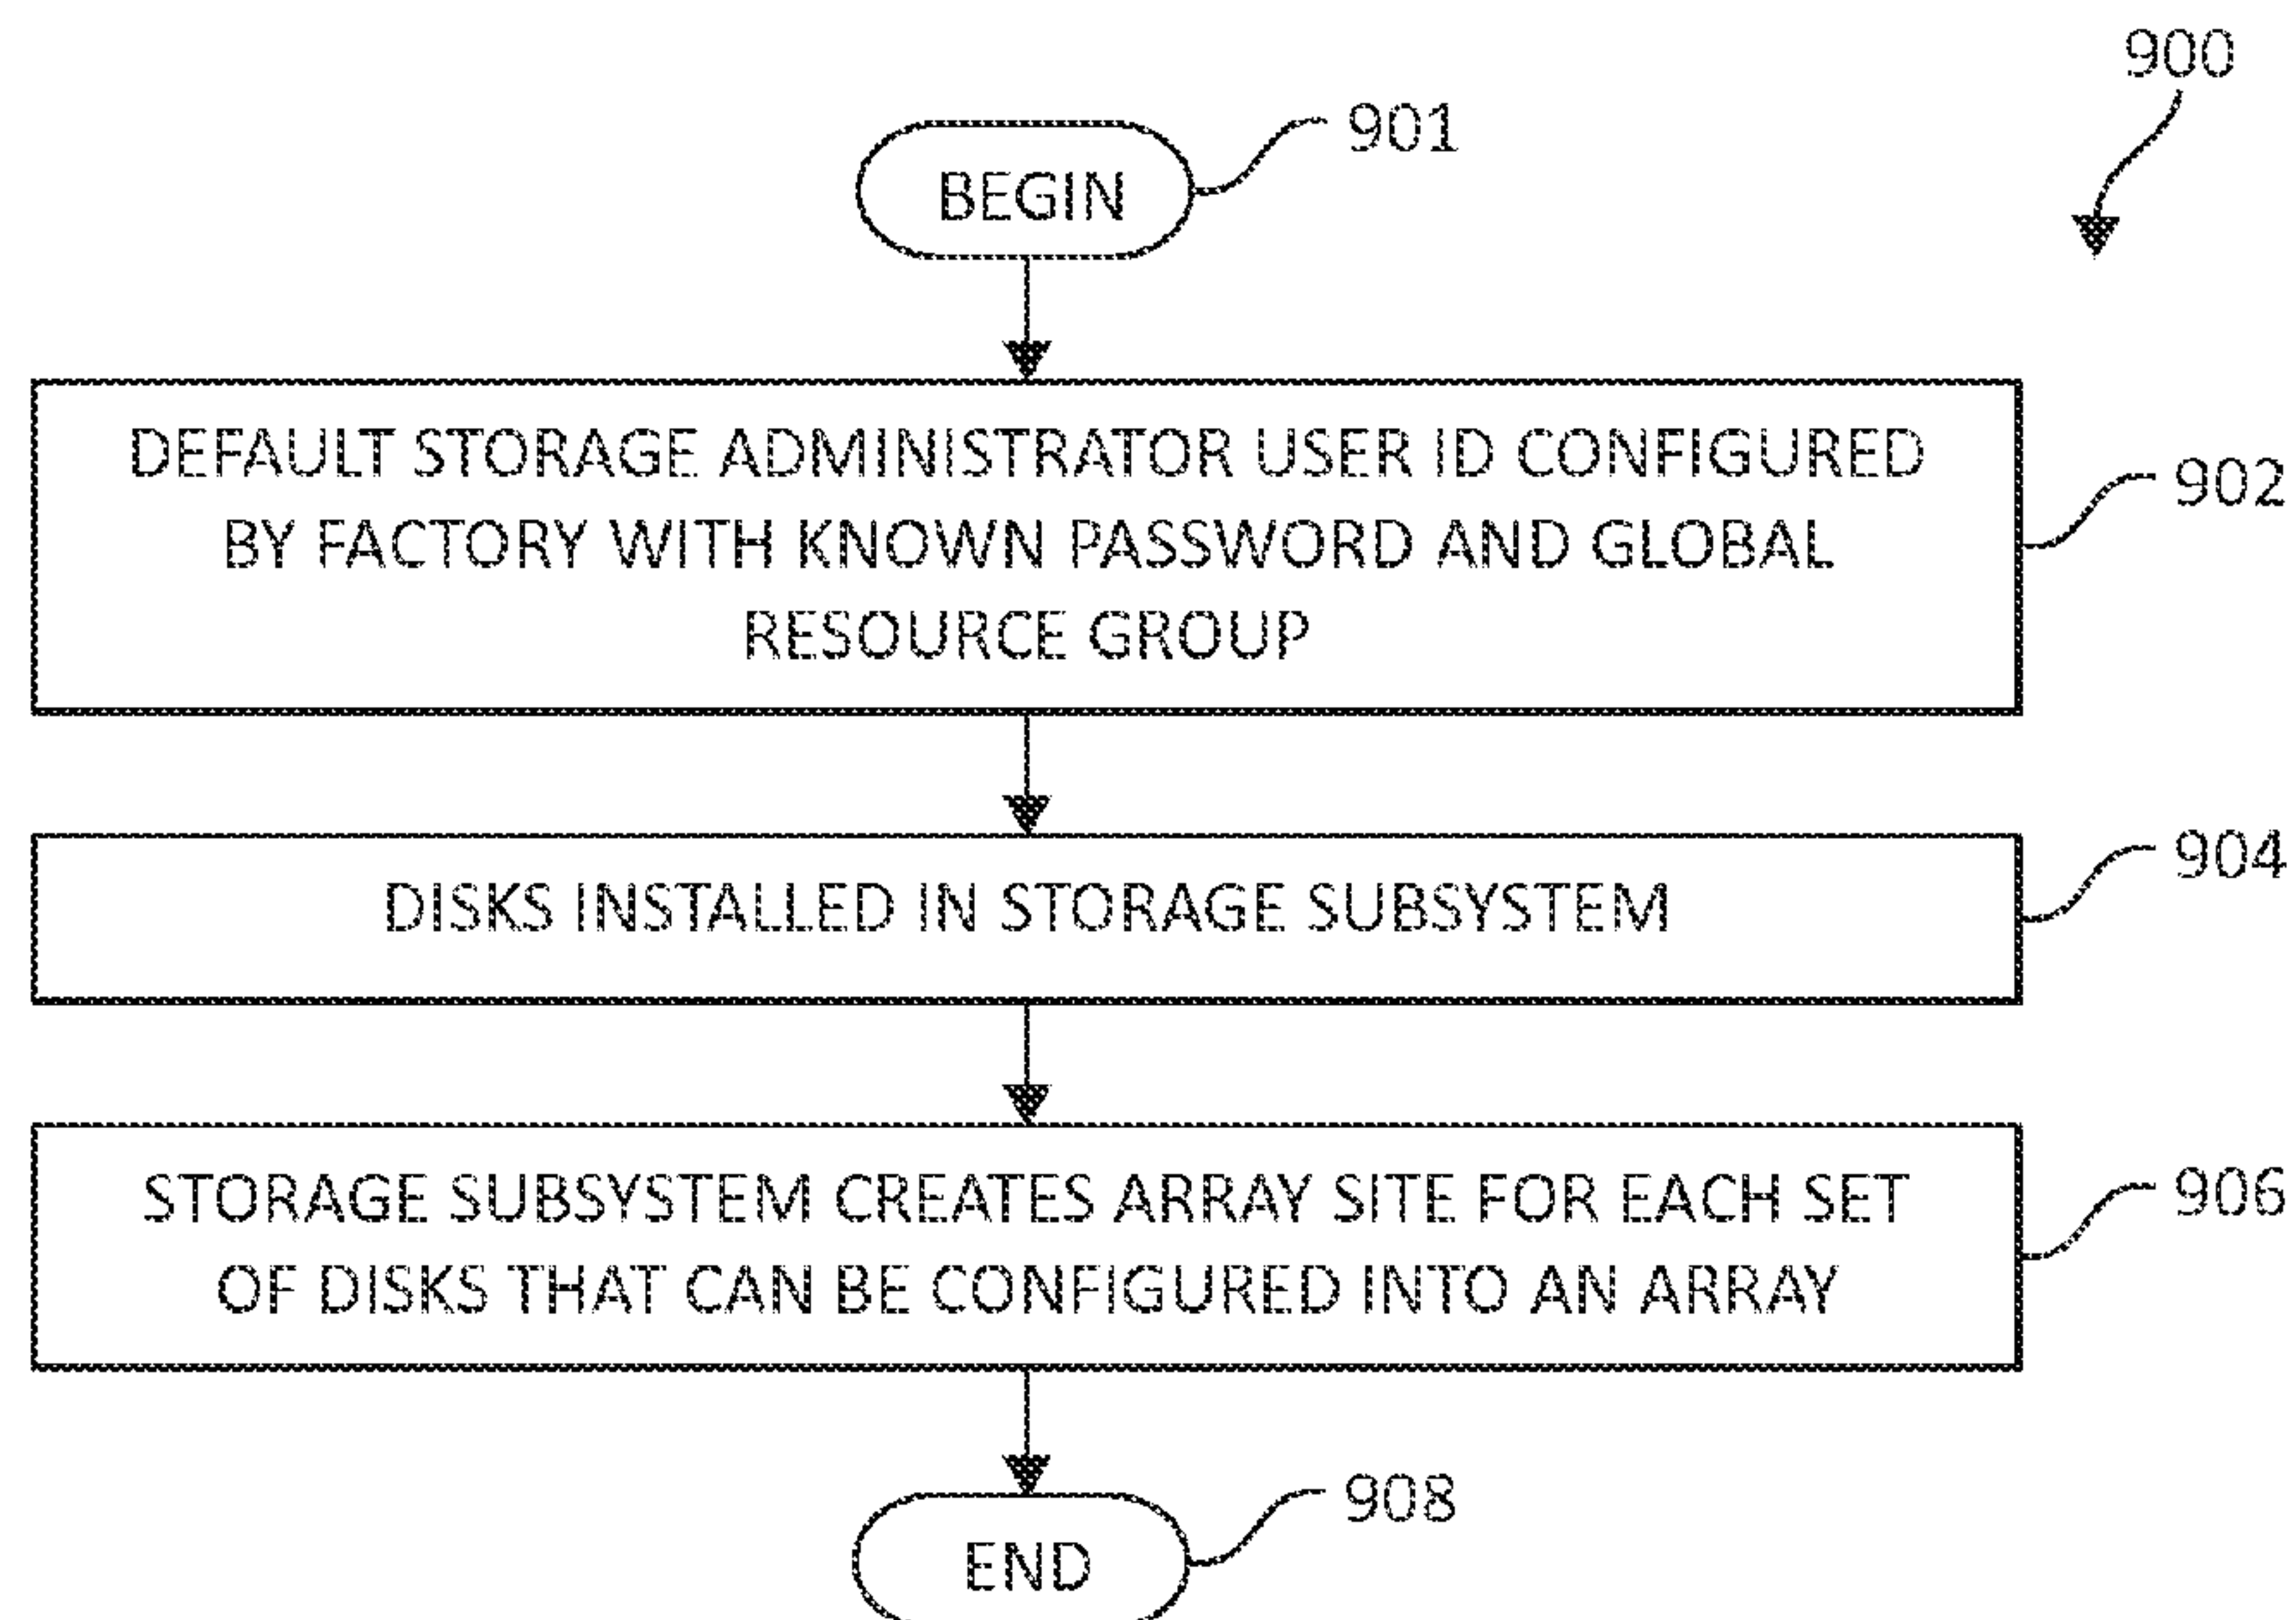 900
901
BEGIN
DEFAULT STORAGE ADMINISTRATOR USER ID CONFIGURED
BY FACTORY WITH KNOWN PASSWORD AND GLOBAL
RESOURCE GROUP
902
DISKS INSTALLED IN STORAGE SUBSYSTEM
904
STORAGE SUBSYSTEM CREATES ARRAY SITE FOR EACH SET
OF DISKS THAT CAN BE CONFIGURED INTO AN ARRAY
906
908
END